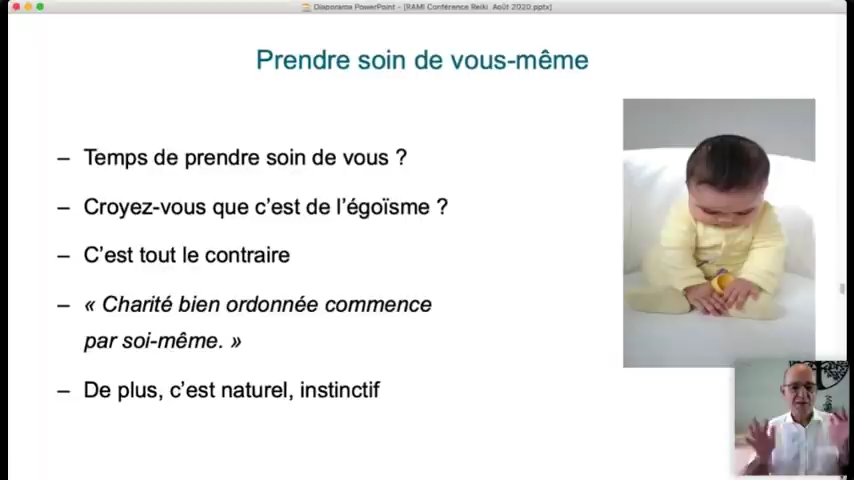 Diaporama PowerPoint - [RAMI Conférence Reiki Août 2020.pptx]
Prendre soin de vous-même
– Temps de prendre soin de vous ?
– Croyez-vous que c’est de l’égoïsme ?
– C’est tout le contraire
– « Charité bien ordonnée commence
par soi-même. »
– De plus, c’est naturel, instinctif